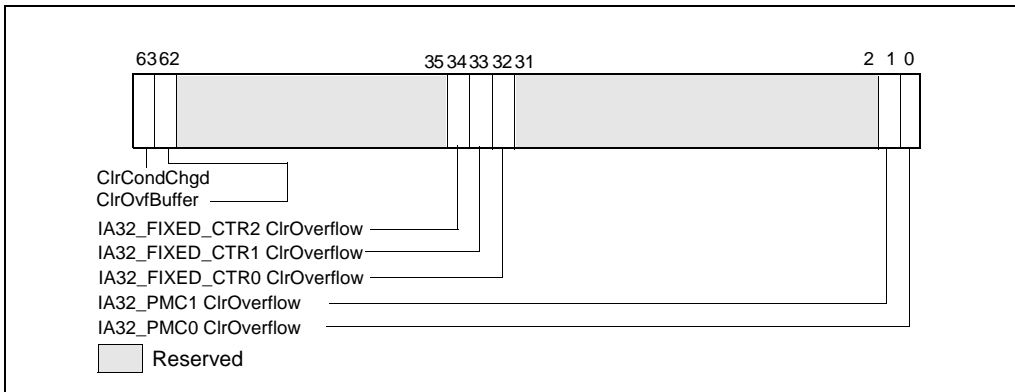 63 62 35 34 33 32 31 2 1 0
ClrCondChgd
ClrOvfBuffer
IA32_FIXED_CTR2 ClrOverflow
IA32_FIXED_CTR1 ClrOverflow
IA32_FIXED_CTR0 ClrOverflow
IA32_PMC1 ClrOverflow
IA32_PMC0 ClrOverflow
Reserved